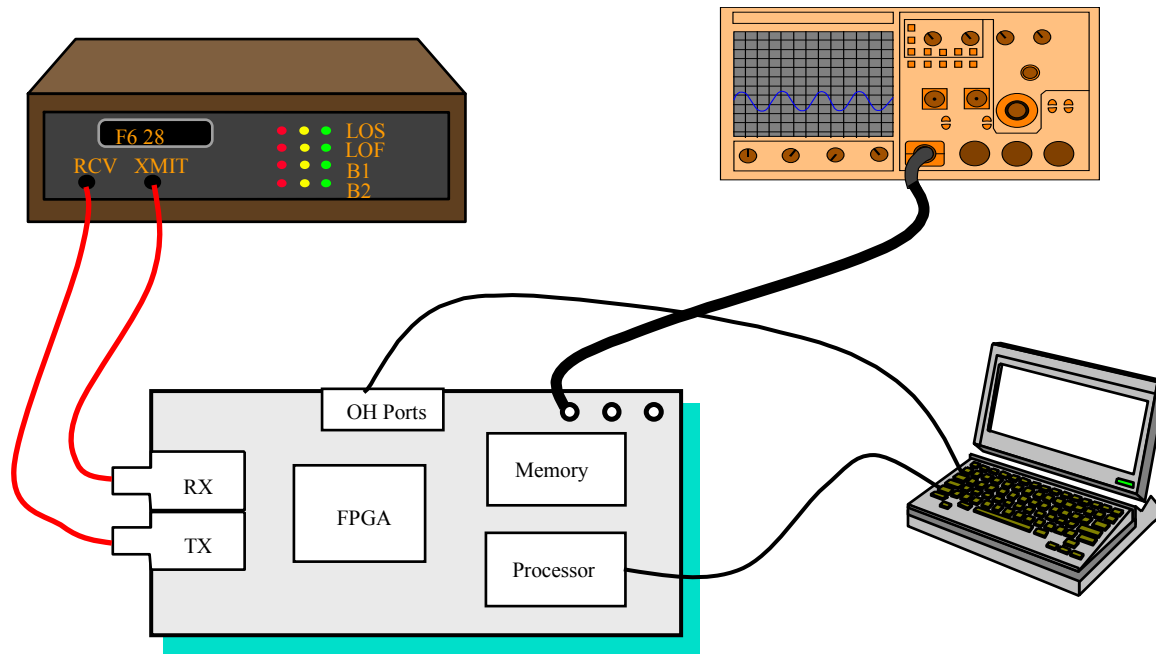 F6 28
RCV XMIT
LOS
LOF
B1
B2
OH Ports
RX
TX
FPGA
Memory
Processor